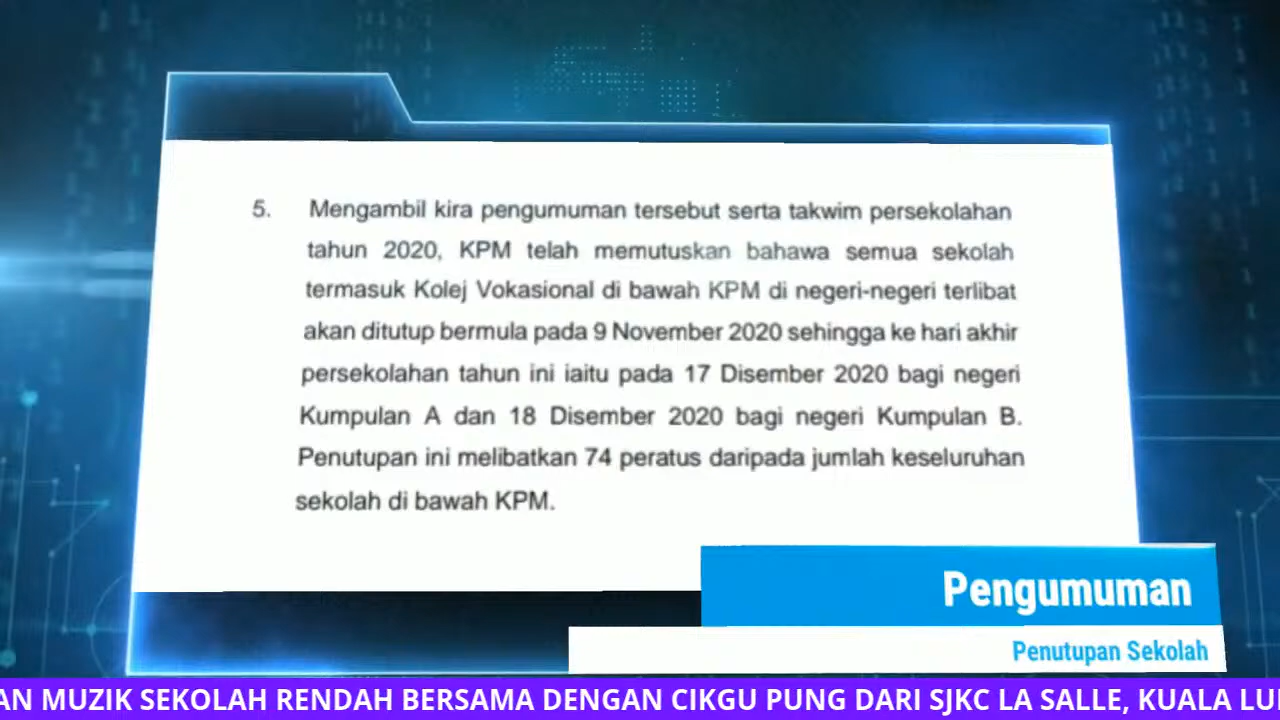 5. Mengambil kira pengumuman tersebut serta takwim persekolahan
tahun 2020, KPM telah memutuskan bahawa semua sekolah
termasuk Kolej Vokasional di bawah KPM di negeri-negeri terlibat
akan ditutup bermula pada 9 November 2020 sehingga ke hari akhir
persekolahan tahun ini iaitu pada 17 Disember 2020 bagi negeri
Kumpulan A dan 18 Disember 2020 bagi negeri Kumpulan B.
Penutupan ini melibatkan 74 peratus daripada jumlah keseluruhan
sekolah di bawah KPM.
Pengumuman
Penutupan Sekolah
MUZIK SEKOLAH RENDAH BERSAMA DENGAN CIKGU PUNG DARI SJKC LA SALLE, KUALA